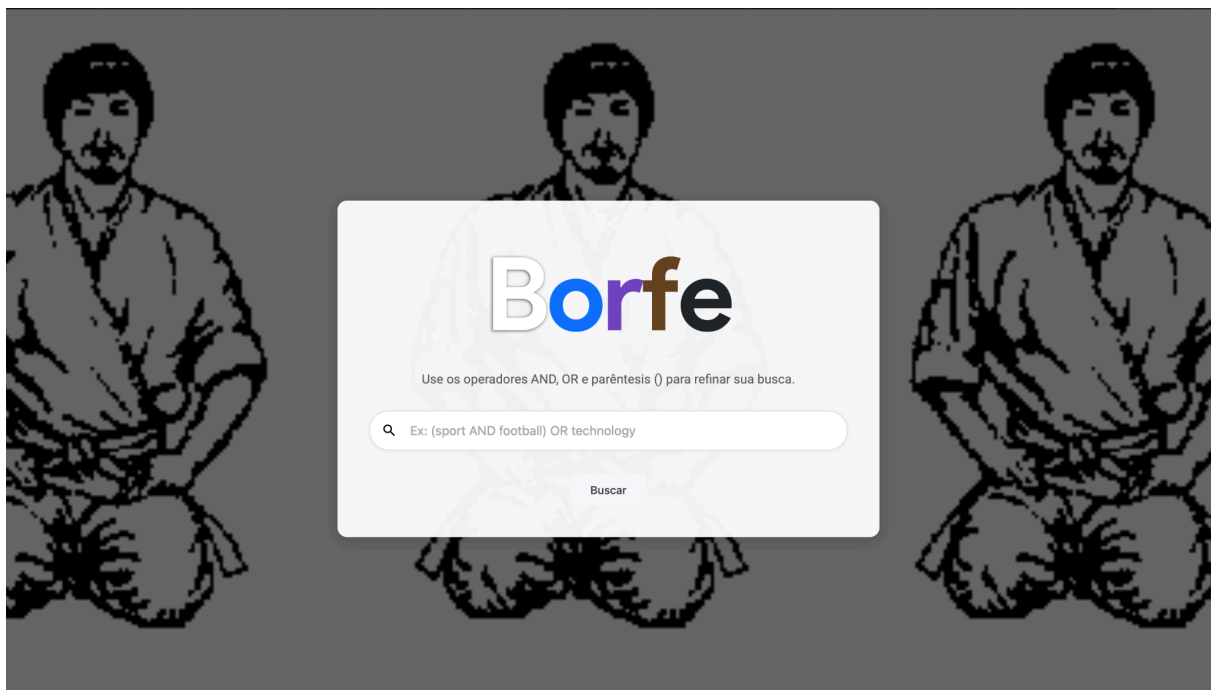 Borfe
Use os operadores AND, OR e parêntesis () para refinar sua busca.
Ex: (sport AND football) OR technology
Buscar